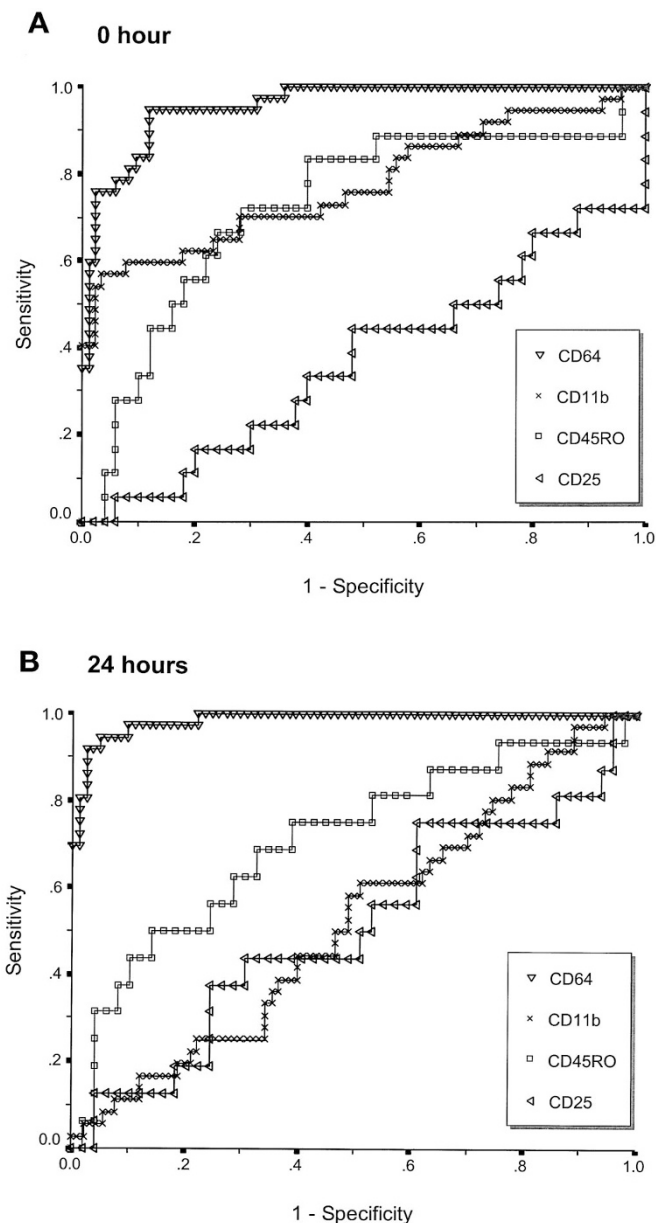 A
0 hour
1.0
.8
.6
.4
.2
0.0
Sensitivity
CD64
CD11b
CD45RO
CD25
0.0
.2
.4
.6
.8
1.0
1 - Specificity
B
24 hours
1.0
.8
.6
.4
.2
0.0
Sensitivity
CD64
CD11b
CD45RO
CD25
0.0
.2
.4
.6
.8
1.0
1 - Specificity